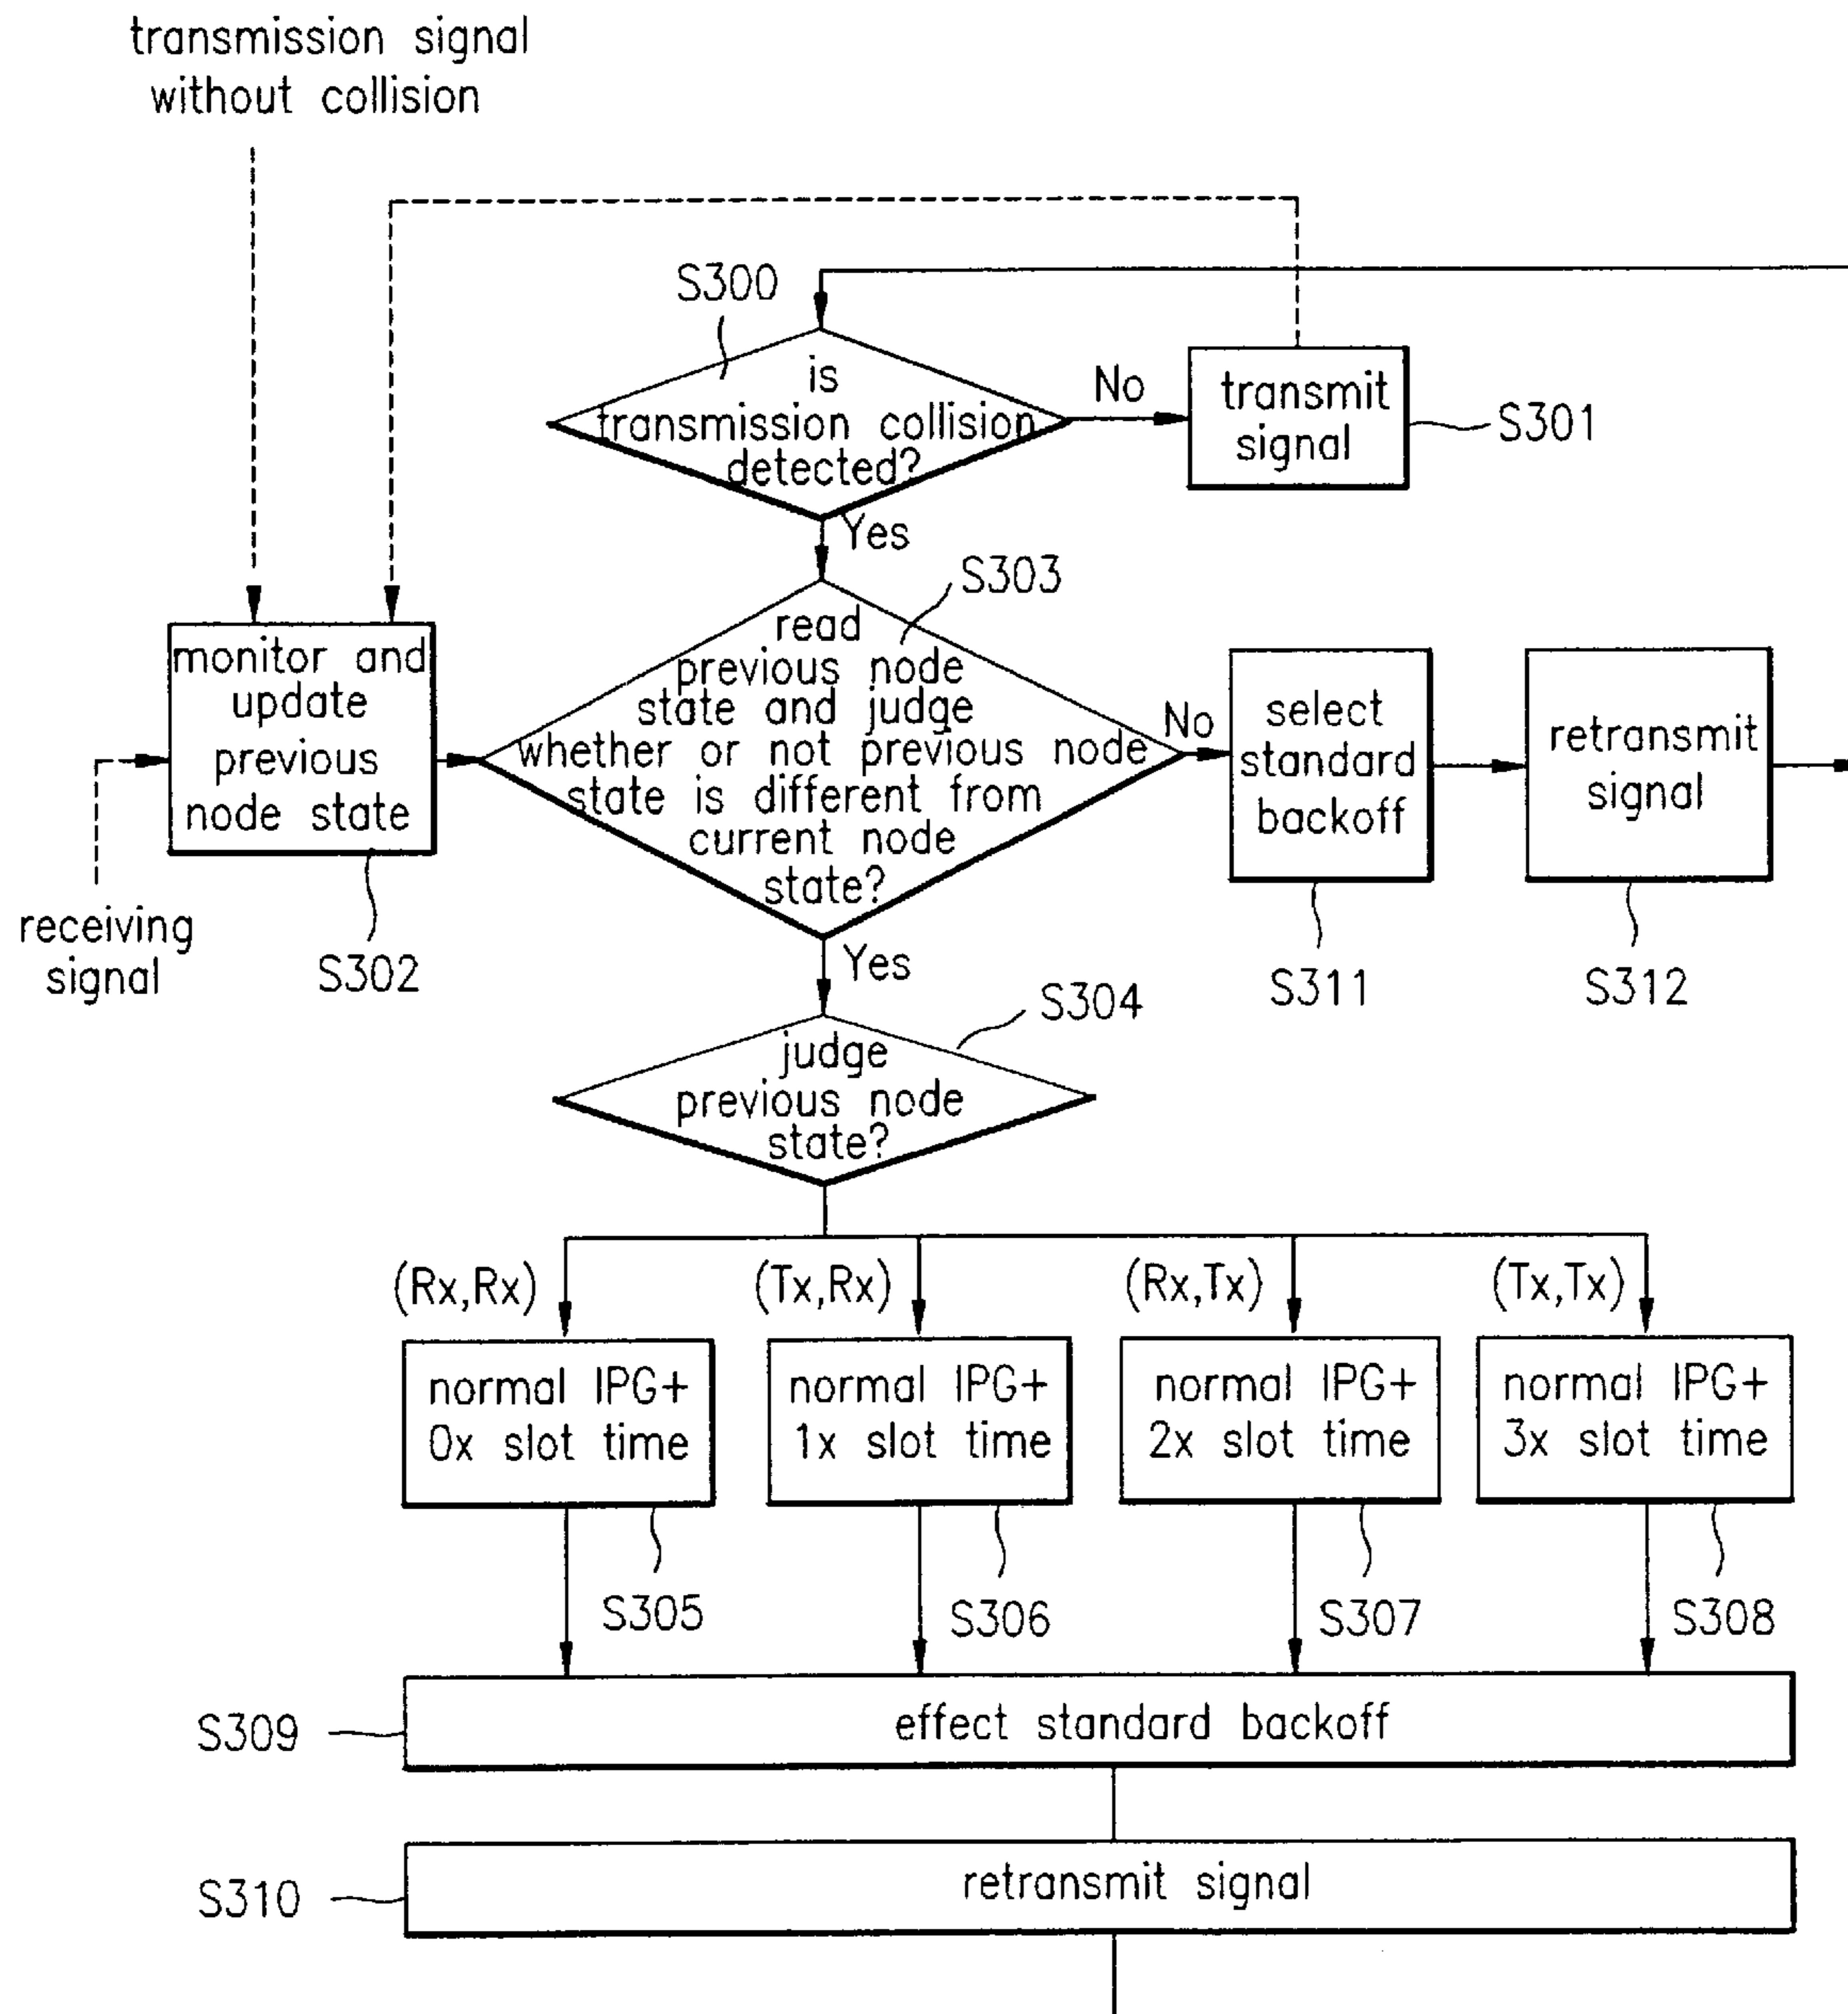 transmission signal
without collision
S300
is
transmission collision
detected?
No
transmit
signal
S301
Yes
S303
monitor and
update
previous
node state
read
previous node
state and judge
whether or not previous node
state is different from
current node
state?
No
select
standard
backoff
retransmit
signal
receiving
signal
S302
S311
S312
Yes
S304
judge
previous node
state?
(Rx,Rx)
(Tx,Rx)
(Rx,Tx)
(Tx,Tx)
normal IPG+
0x slot time
normal IPG+
1x slot time
normal IPG+
2x slot time
normal IPG+
3x slot time
S305
S306
S307
S308
S309
effect standard backoff
S310
retransmit signal